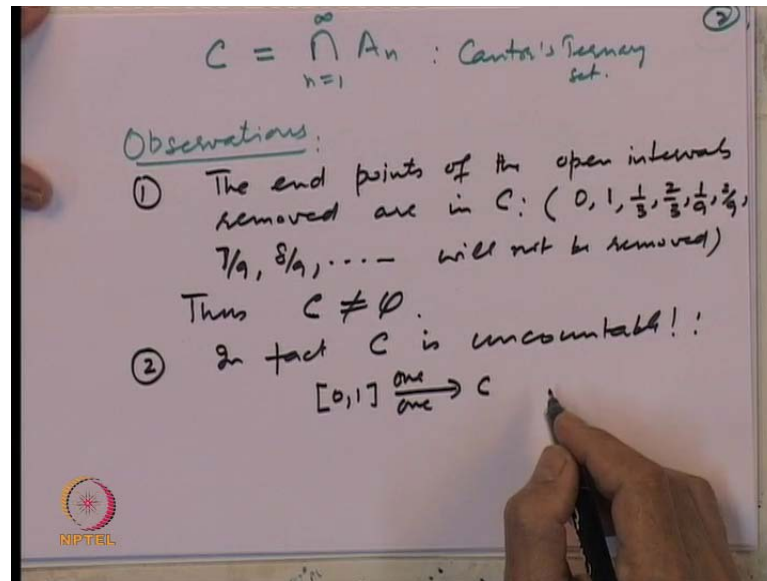 ②
C = ∞ ⋂ n=1 An : Cantor's Ternary set.
Observations:
① The end points of the open intervals
removed are in C: ( 0, 1, 1/3, 2/3, 1/9, 2/9,
7/9, 8/9, ..... will not be removed)
Thus C ≠ φ.
② In fact C is uncountable!!
[0,1] one → one C
NPTEL